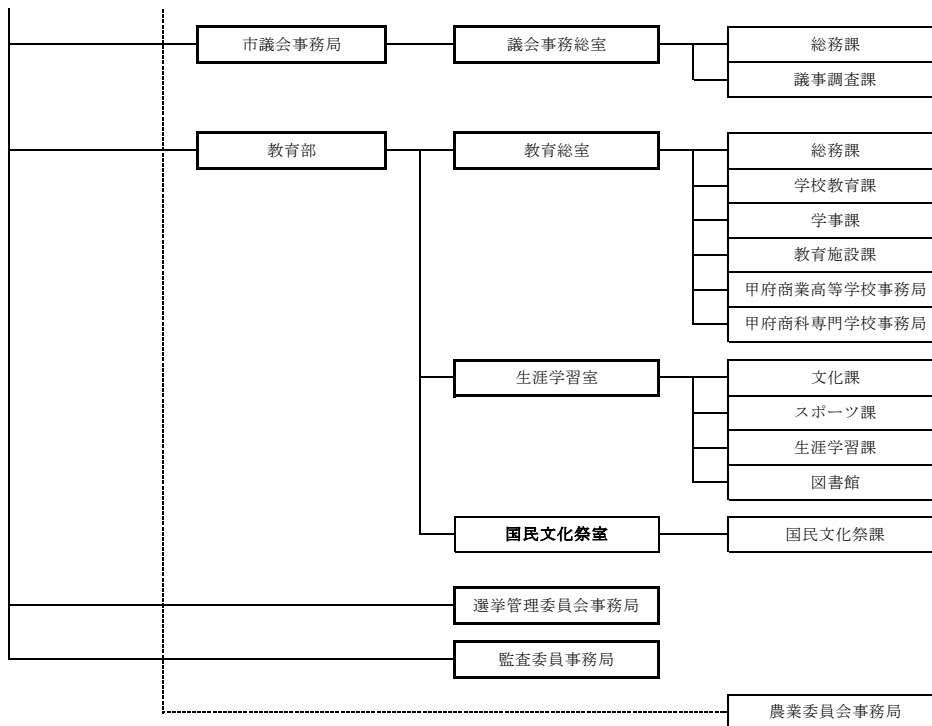 市議会事務局
議会事務総室
総務課
議事調査課
教育部
教育総室
総務課
学校教育課
学事課
教育施設課
甲府商業高等学校事務局
甲府商科専門学校事務局
生涯学習室
文化課
スポーツ課
生涯学習課
図書館
国民文化祭室
国民文化祭課
選挙管理委員会事務局
監査委員事務局
農業委員会事務局